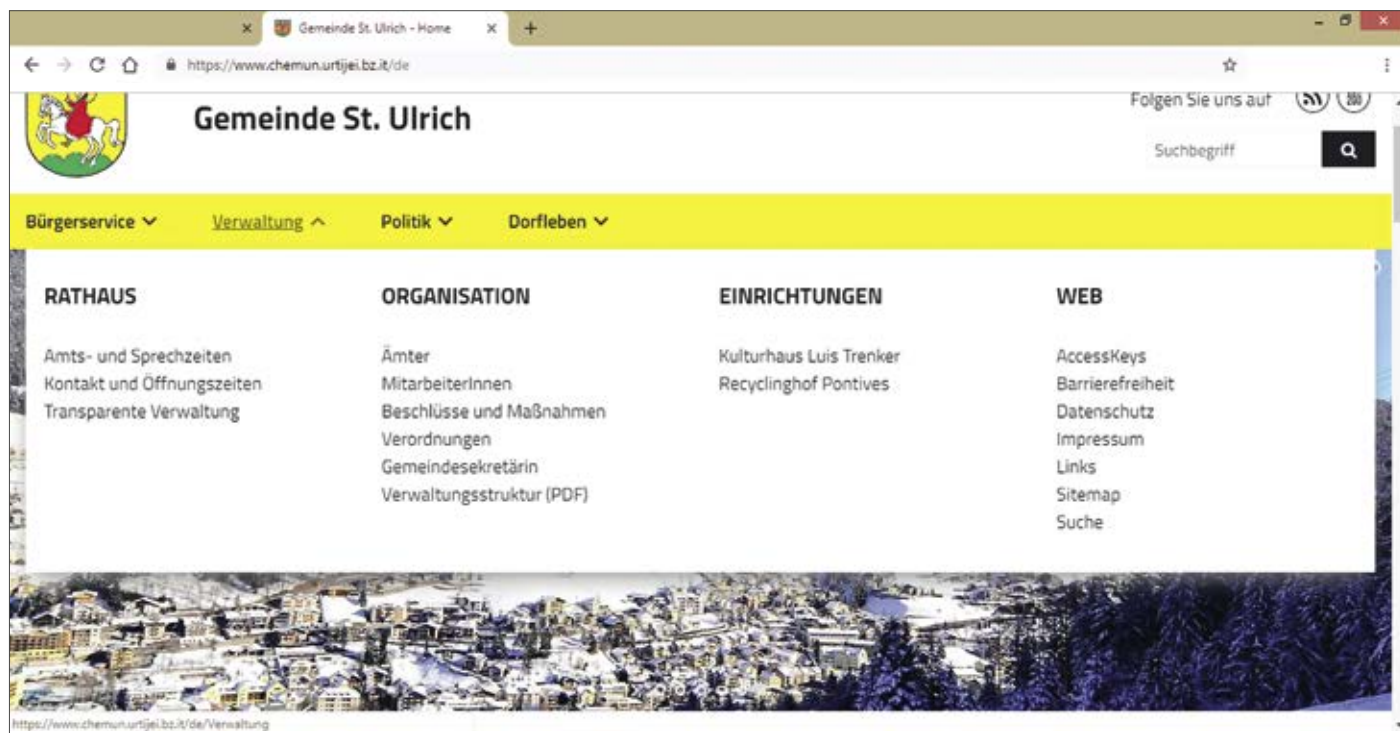 Gemeinde St. Ulrich - Home
https://www.chemun.urtijei.bz.it/de
Folgen Sie uns auf
Gemeinde St. Ulrich
Suchbegriff
Bürgerservice
Verwaltung
Politik
Dorfleben
RATHAUS
Amts- und Sprechzeiten
Kontakt und Öffnungszeiten
Transparente Verwaltung
ORGANISATION
Ämter
MitarbeiterInnen
Beschlüsse und Maßnahmen
Verordnungen
Gemeindesekretärin
Verwaltungsstruktur (PDF)
EINRICHTUNGEN
Kulturhaus Luis Trenker
Recyclinghof Pontives
WEB
AccessKeys
Barrierefreiheit
Datenschutz
Impressum
Links
Sitemap
Suche
https://www.chemun.urtijei.bz.it/de/Verwaltung